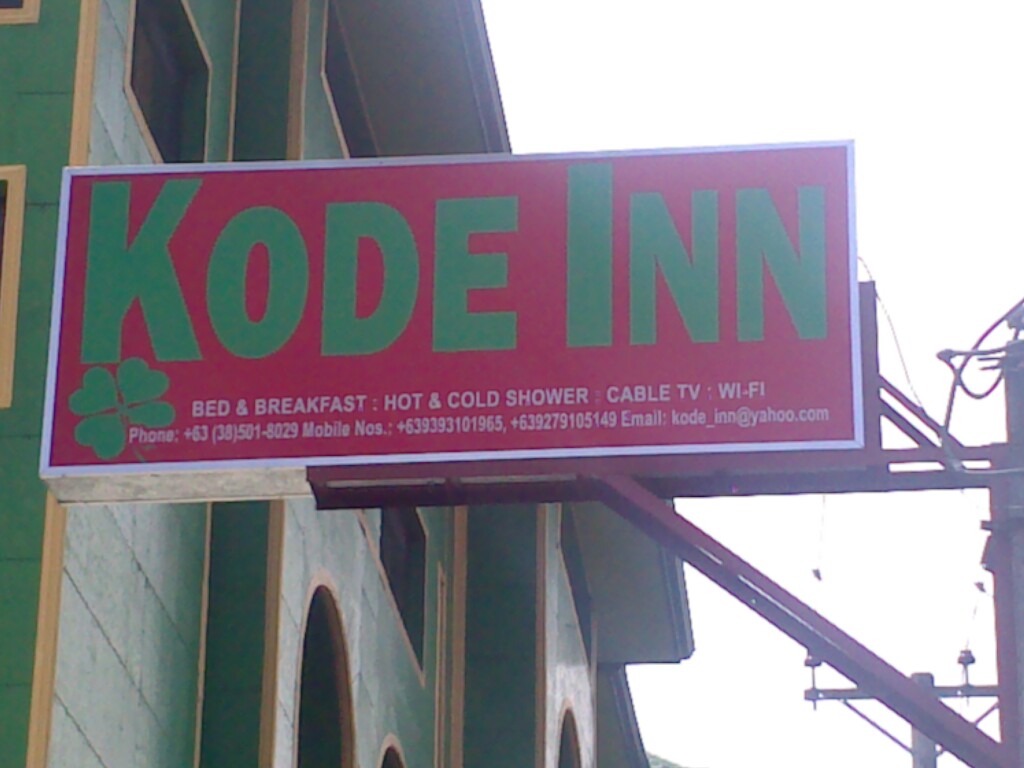 KODE INN
BED & BREAKFAST : HOT & COLD SHOWER : CABLE TV : WI-FI
Phone: +63 (38)501-8029 Mobile Nos.: +639393101965, +639279105149 Email: kode_inn@yahoo.com